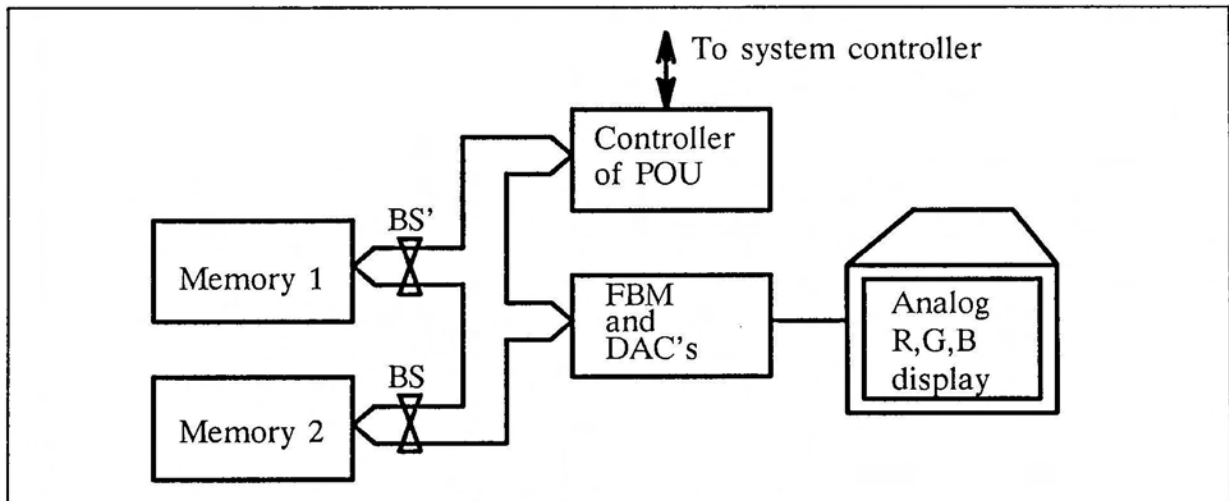 To system controller
Controller
of POU
BS'
Memory 1
FBM
and
DAC's
Analog
R,G,B
display
BS
Memory 2